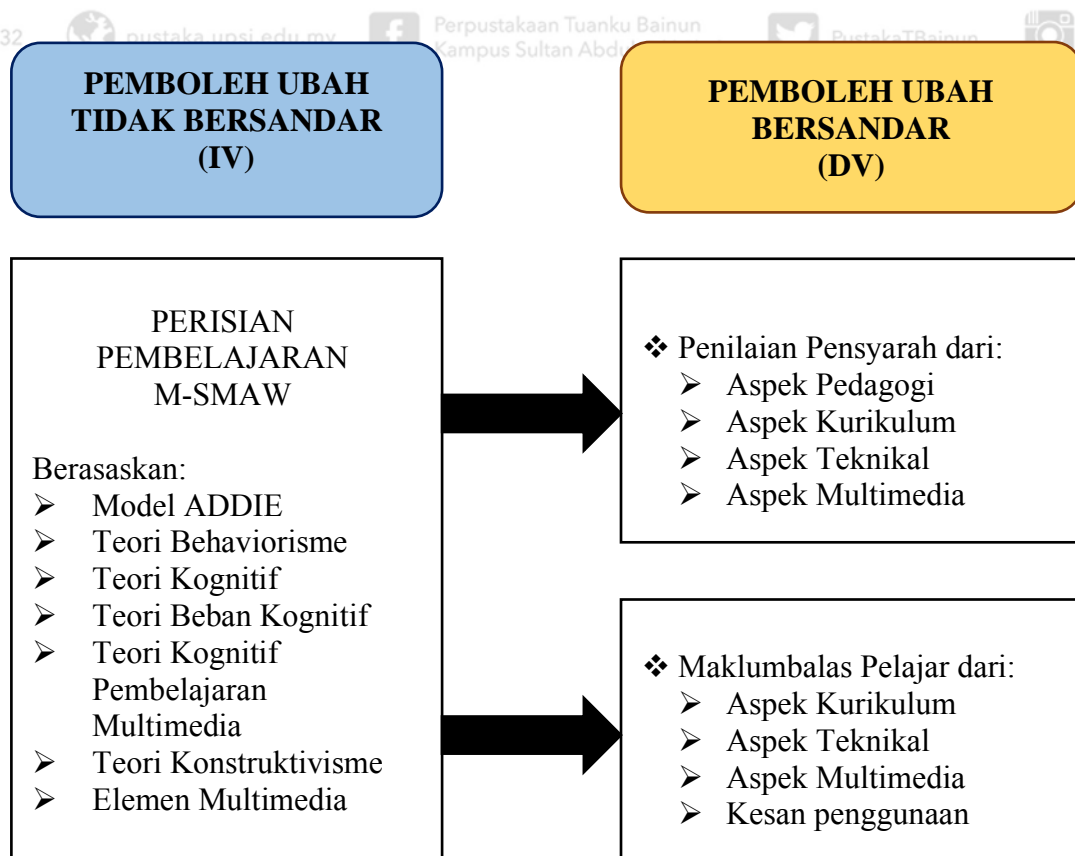 32
pustaka.upsi.edu.my
Perpustakaan Tuanku Bainun
Kampus Sultan
PustakaTBainun
PEMBOLEH UBAH
TIDAK BERSANDAR
(IV)
PEMBOLEH UBAH
BERSANDAR
(DV)
PERISIAN
PEMBELAJARAN
M-SMAW
Berasaskan:
➢ Model ADDIE
➢ Teori Behaviorisme
➢ Teori Kognitif
➢ Teori Beban Kognitif
➢ Teori Kognitif
Pembelajaran
Multimedia
➢ Teori Konstruktivisme
➢ Elemen Multimedia
❖ Penilaian Pensyarah dari:
➢ Aspek Pedagogi
➢ Aspek Kurikulum
➢ Aspek Teknikal
➢ Aspek Multimedia
❖ Maklumbalas Pelajar dari:
➢ Aspek Kurikulum
➢ Aspek Teknikal
➢ Aspek Multimedia
➢ Kesan penggunaan